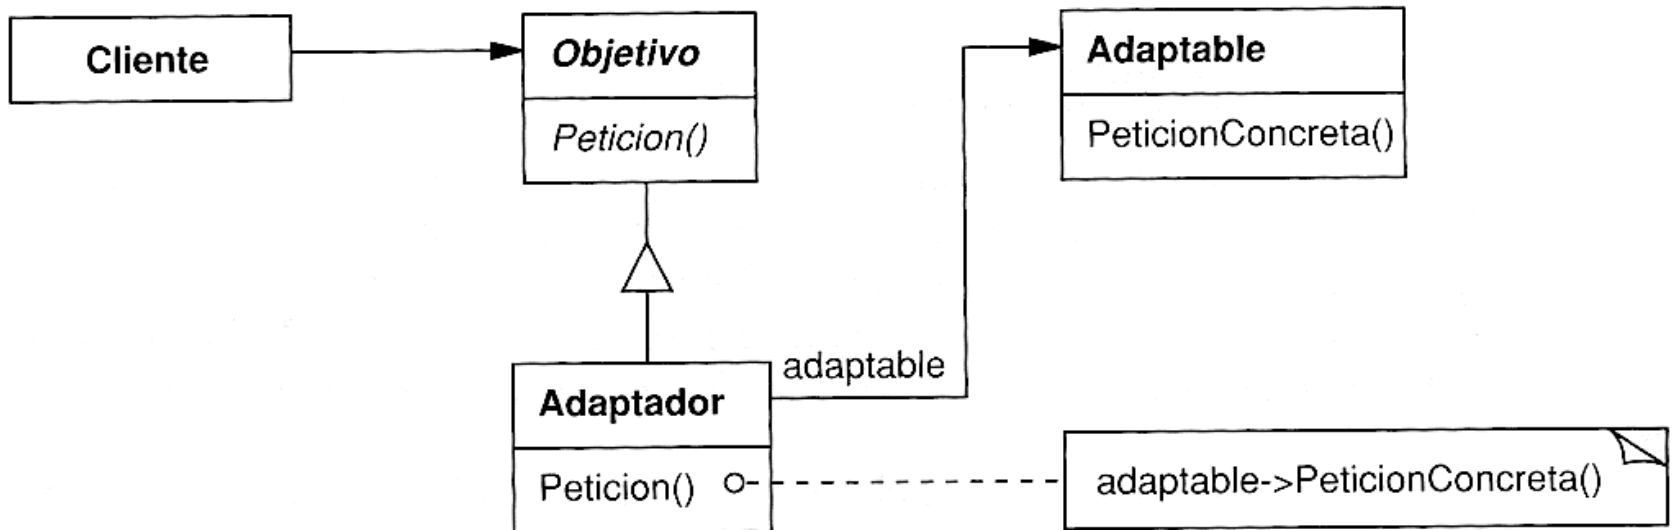 Cliente
Objetivo
Peticion()
Adaptable
PeticionConcreta()
adaptable
Adaptador
Peticion()
adaptable->PeticionConcreta()